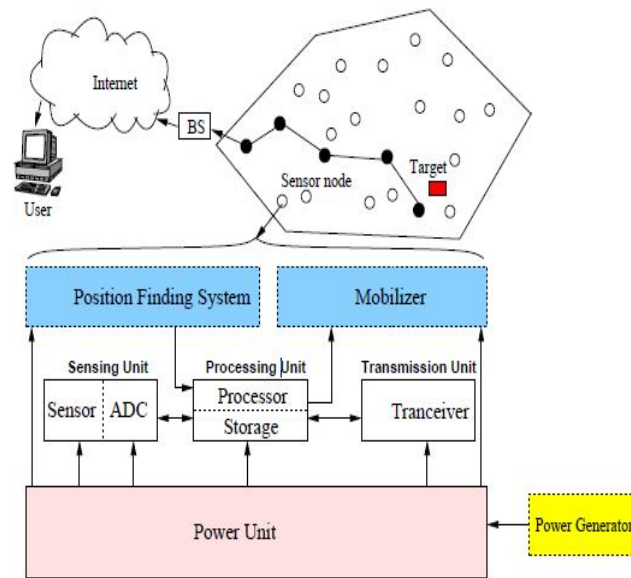 Internet
BS
User
Sensor node
Target
Position Finding System
Mobilizer
Sensing Unit
Processing Unit
Transmission Unit
Sensor
ADC
Processor
Storage
Tranceiver
Power Unit
Power Generator